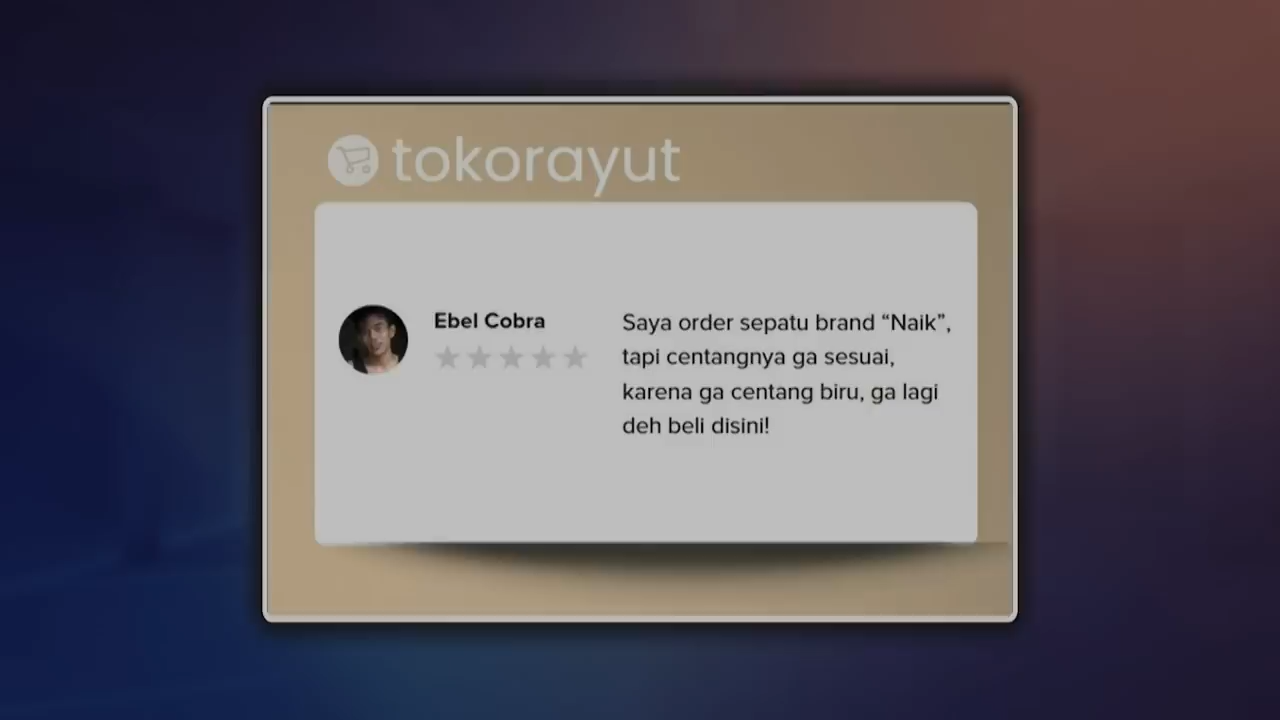 tokorayut
Ebel Cobra
Saya order sepatu brand “Naik”,
tapi centangnya ga sesuai,
karena ga centang biru, ga lagi
deh beli disini!